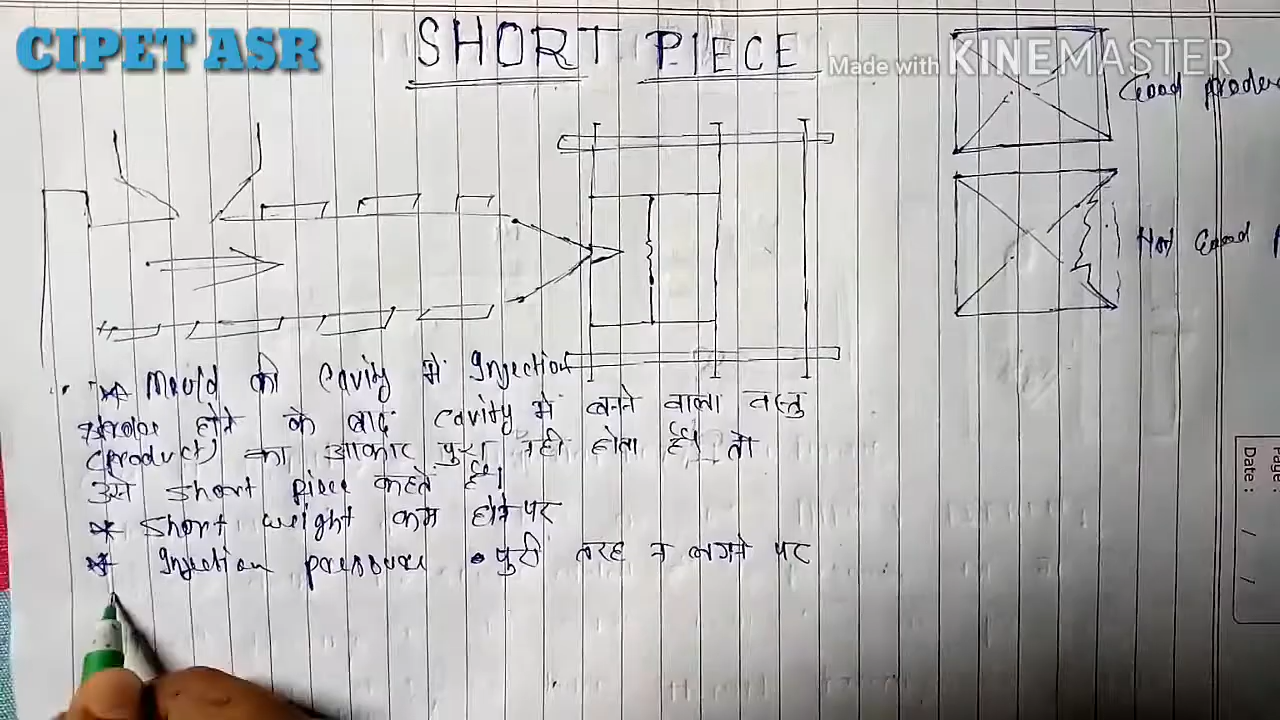 CIPET ASR
SHORT PIECE
Made with KINEMASTER
Good
Not Good
* Mould की Cavity में Injection
होने के बाद Cavity में बनने वाला वस्तु
(product) का आकार पुरा नही होता है। तो
उसे short piece कहते है।
* Short weight कम होने पर
* Injection pressure पुरी तरह न लगने पर
Page :
Date : / /